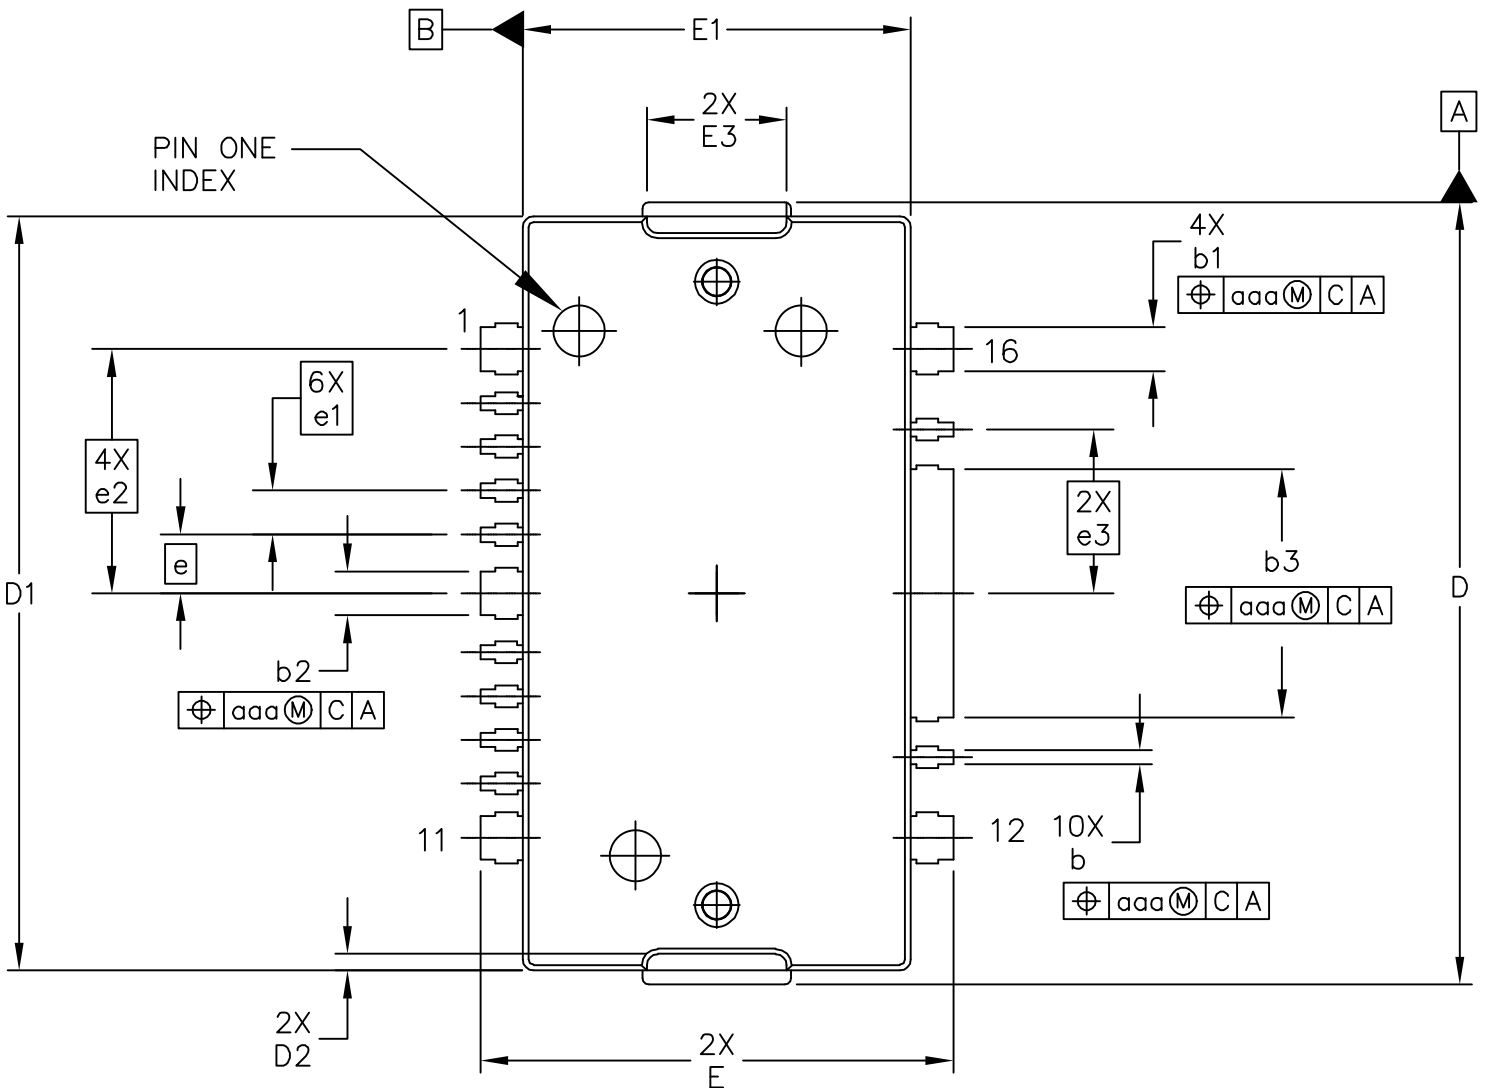 B
E1
2X
E3
A
PIN ONE
INDEX
4X
b1
⌖ aaa Ⓜ C A
1
16
6X
e1
4X
e2
2X
e3
e
b3
⌖ aaa Ⓜ C A
D1
D
b2
⌖ aaa Ⓜ C A
11
12
10X
b
⌖ aaa Ⓜ C A
2X
D2
2X
E